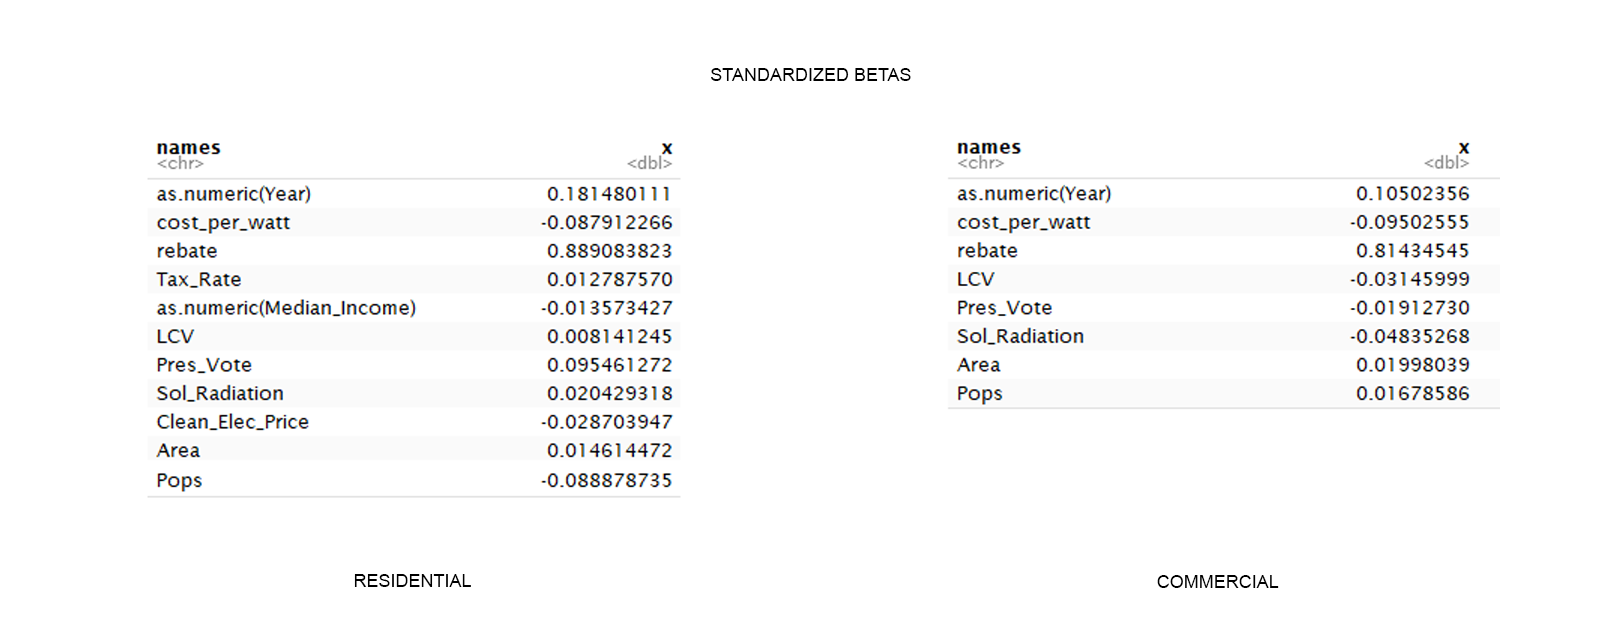 STANDARDIZED BETAS
names x
<chr> <dbl>
as.numeric(Year) 0.181480111
cost_per_watt -0.087912266
rebate 0.889083823
Tax_Rate 0.012787570
as.numeric(Median_Income) -0.013573427
LCV 0.008141245
Pres_Vote 0.095461272
Sol_Radiation 0.020429318
Clean_Elec_Price -0.028703947
Area 0.014614472
Pops -0.088878735
RESIDENTIAL
names x
<chr> <dbl>
as.numeric(Year) 0.10502356
cost_per_watt -0.09502555
rebate 0.81434545
LCV -0.03145999
Pres_Vote -0.01912730
Sol_Radiation -0.04835268
Area 0.01998039
Pops 0.01678586
COMMERCIAL